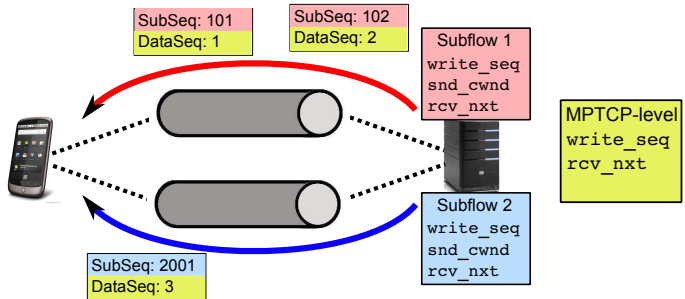 SubSeq: 101
DataSeq: 1
SubSeq: 102
DataSeq: 2
Subflow 1
write_seq
snd_cwnd
rcv_nxt
MPTCP-level
write_seq
rcv_nxt
Subflow 2
write_seq
snd_cwnd
rcv_nxt
SubSeq: 2001
DataSeq: 3